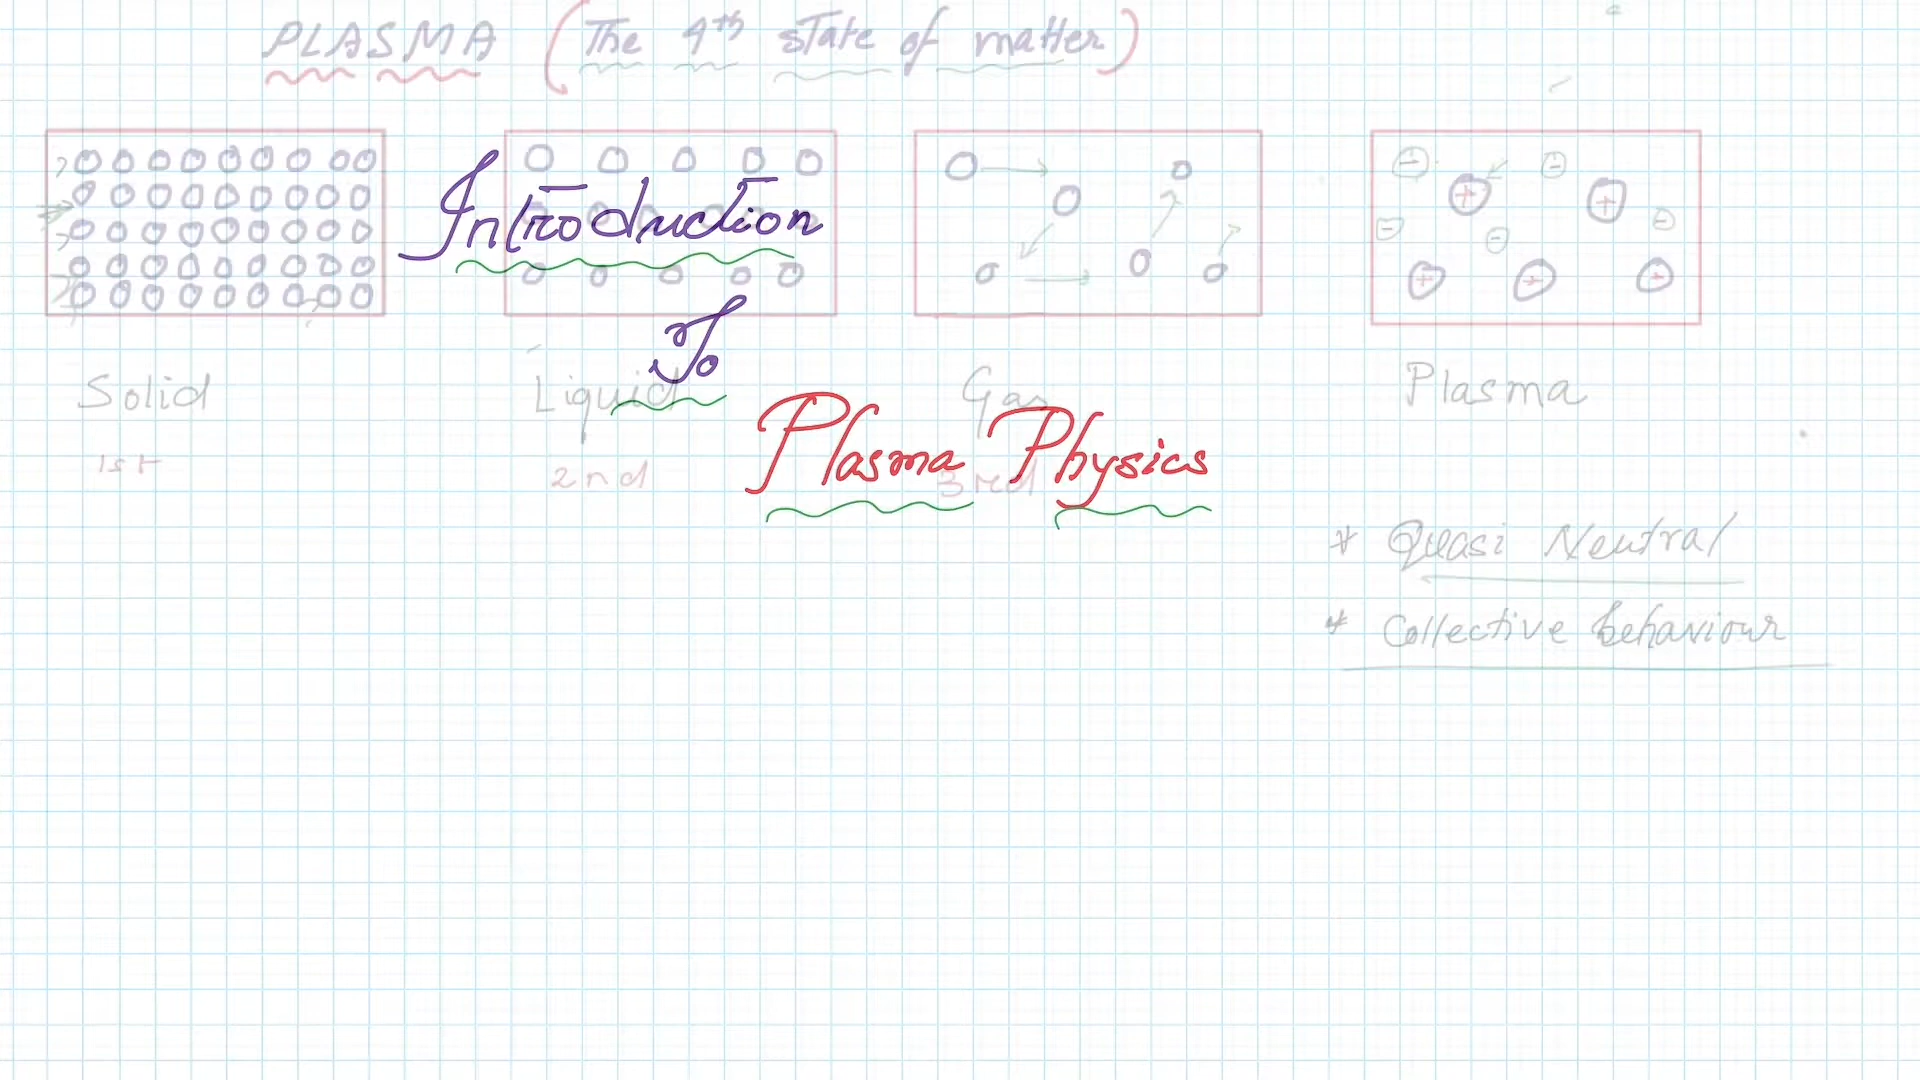 PLASMA (The 4th state of matter)
Introduction
To
Plasma Physics
Solid
Liquid
Gas
Plasma
1st
2nd
3rd
* Quasi Neutral
* Collective behaviour